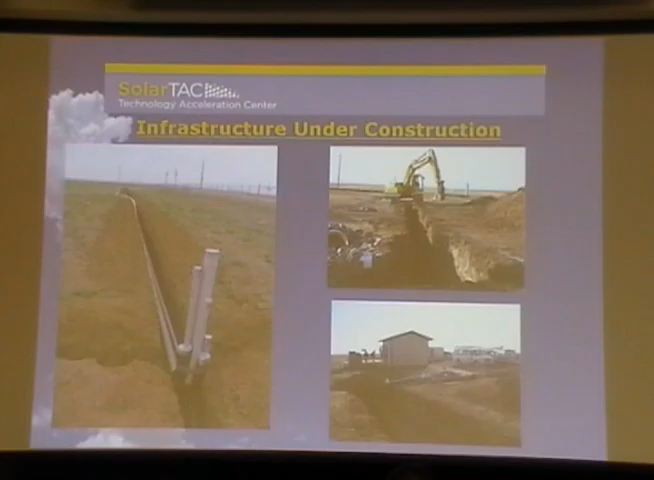 SolarTAC
Technology Acceleration Center
Infrastructure Under Construction